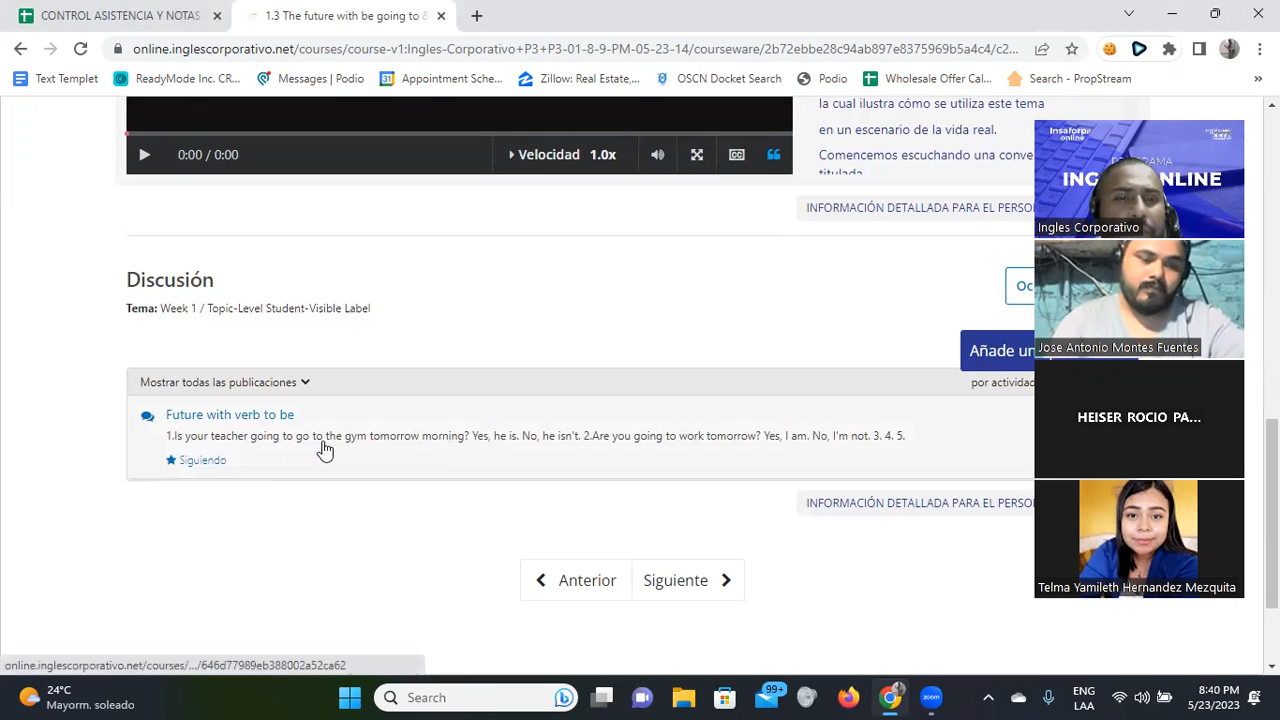 CONTROL ASISTENCIA Y NOTAS
1.3 The future with be going to &
online.inglescorporativo.net/courses/course-v1:Ingles-Corporativo+P3+P3-01-8-9-PM-05-23-14/courseware/2b72ebbe28c94ab897e8375969b5a4c4/c2...
Text Templet
ReadyMode Inc. CR...
Messages | Podio
Appointment Sche...
Zillow: Real Estate,...
OSCN Docket Search
Podio
Wholesale Offer Cal...
Search - PropStream
la cual ilustra cómo se utiliza este tema
en un escenario de la vida real.
Comencemos escuchando una conve
titulada
0:00 / 0:00
Velocidad 1.0x
INFORMACIÓN DETALLADA PARA EL PERSON
Insaforp
online
PROGRAMA
INGLES ONLINE
Ingles Corporativo
Jose Antonio Montes Fuentes
HEISER ROCIO PA...
Telma Yamileth Hernandez Mezquita
Discusión
Oc
Tema: Week 1 / Topic-Level Student-Visible Label
Añade un
Mostrar todas las publicaciones
por actividad
Future with verb to be
1.Is your teacher going to go to the gym tomorrow morning? Yes, he is. No, he isn't. 2.Are you going to work tomorrow? Yes, I am. No, I'm not. 3. 4. 5.
Siguiendo
INFORMACIÓN DETALLADA PARA EL PERSON
Anterior
Siguiente
online.inglescorporativo.net/courses/.../646d77989eb388002a52ca62
24°C
Mayorm. soleado
Search
99+
ENG
LAA
8:40 PM
5/23/2023